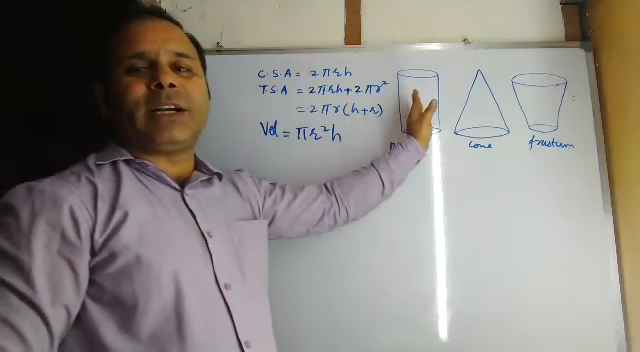 C.S.A = 2πrh
T.S.A = 2πrh + 2πr²
= 2πr (h+r)
Vol = πr²h
cone
frustum